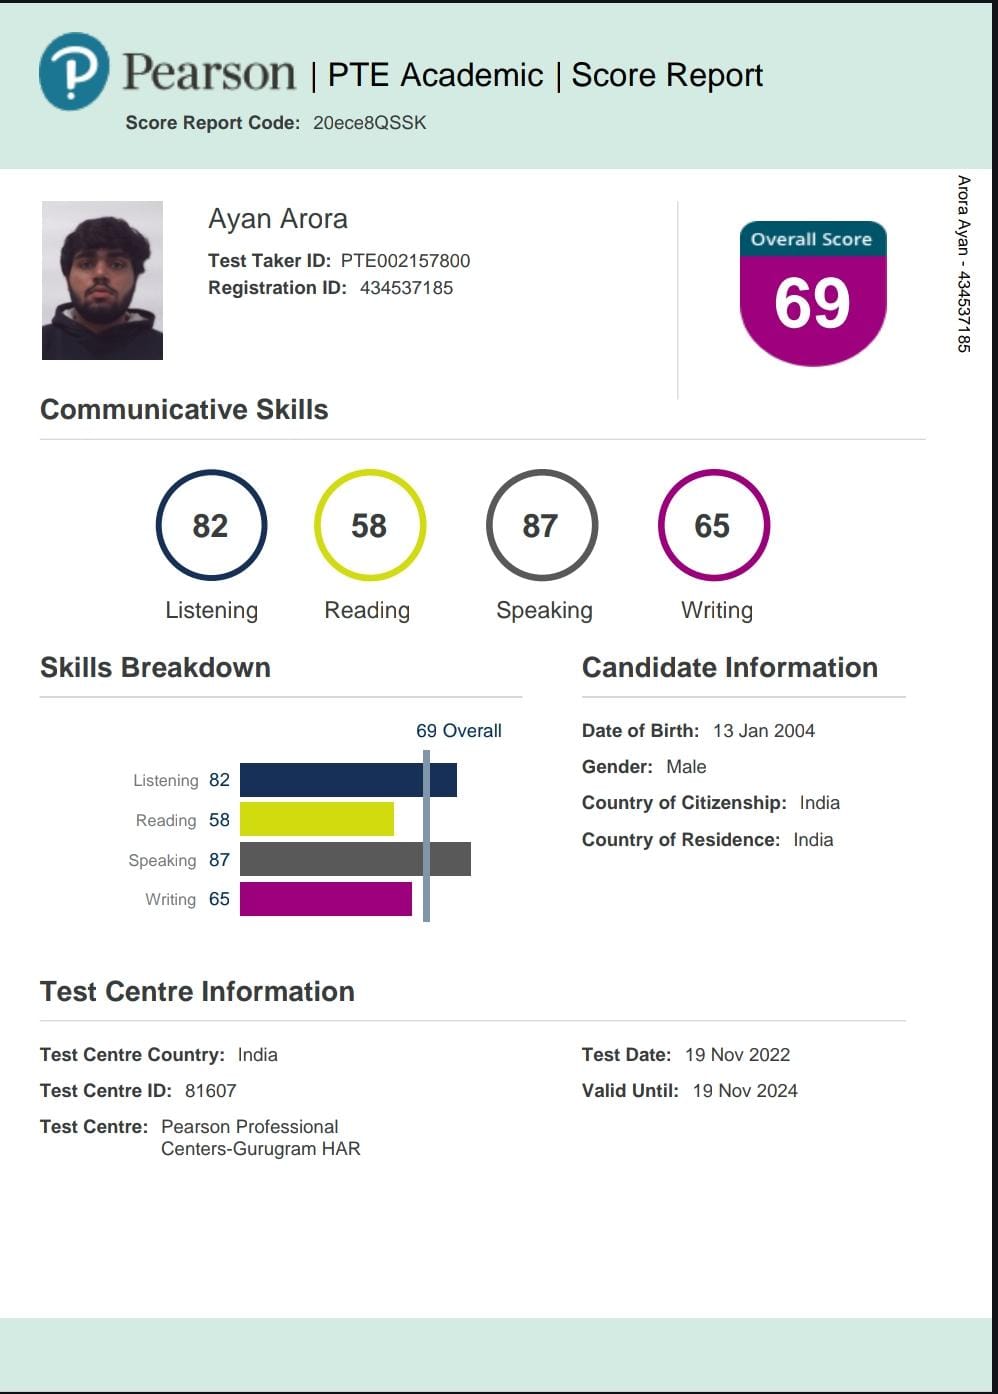 Pearson | PTE Academic | Score Report
Score Report Code: 20ece8QSSK
Arora Ayan - 434537185
Ayan Arora
Test Taker ID: PTE002157800
Registration ID: 434537185
Overall Score
69
Communicative Skills
82 58 87 65
Listening Reading Speaking Writing
Skills Breakdown
69 Overall
Listening 82
Reading 58
Speaking 87
Writing 65
Candidate Information
Date of Birth: 13 Jan 2004
Gender: Male
Country of Citizenship: India
Country of Residence: India
Test Centre Information
Test Centre Country: India
Test Centre ID: 81607
Test Centre: Pearson Professional
Centers-Gurugram HAR
Test Date: 19 Nov 2022
Valid Until: 19 Nov 2024